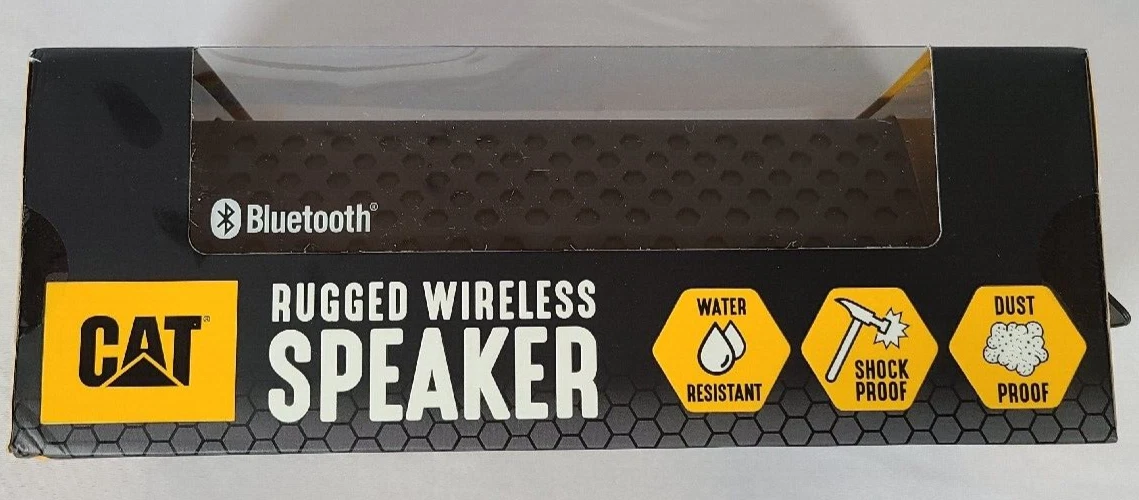 Bluetooth®
CAT®
RUGGED WIRELESS
SPEAKER
WATER
RESISTANT
SHOCK
PROOF
DUST
PROOF